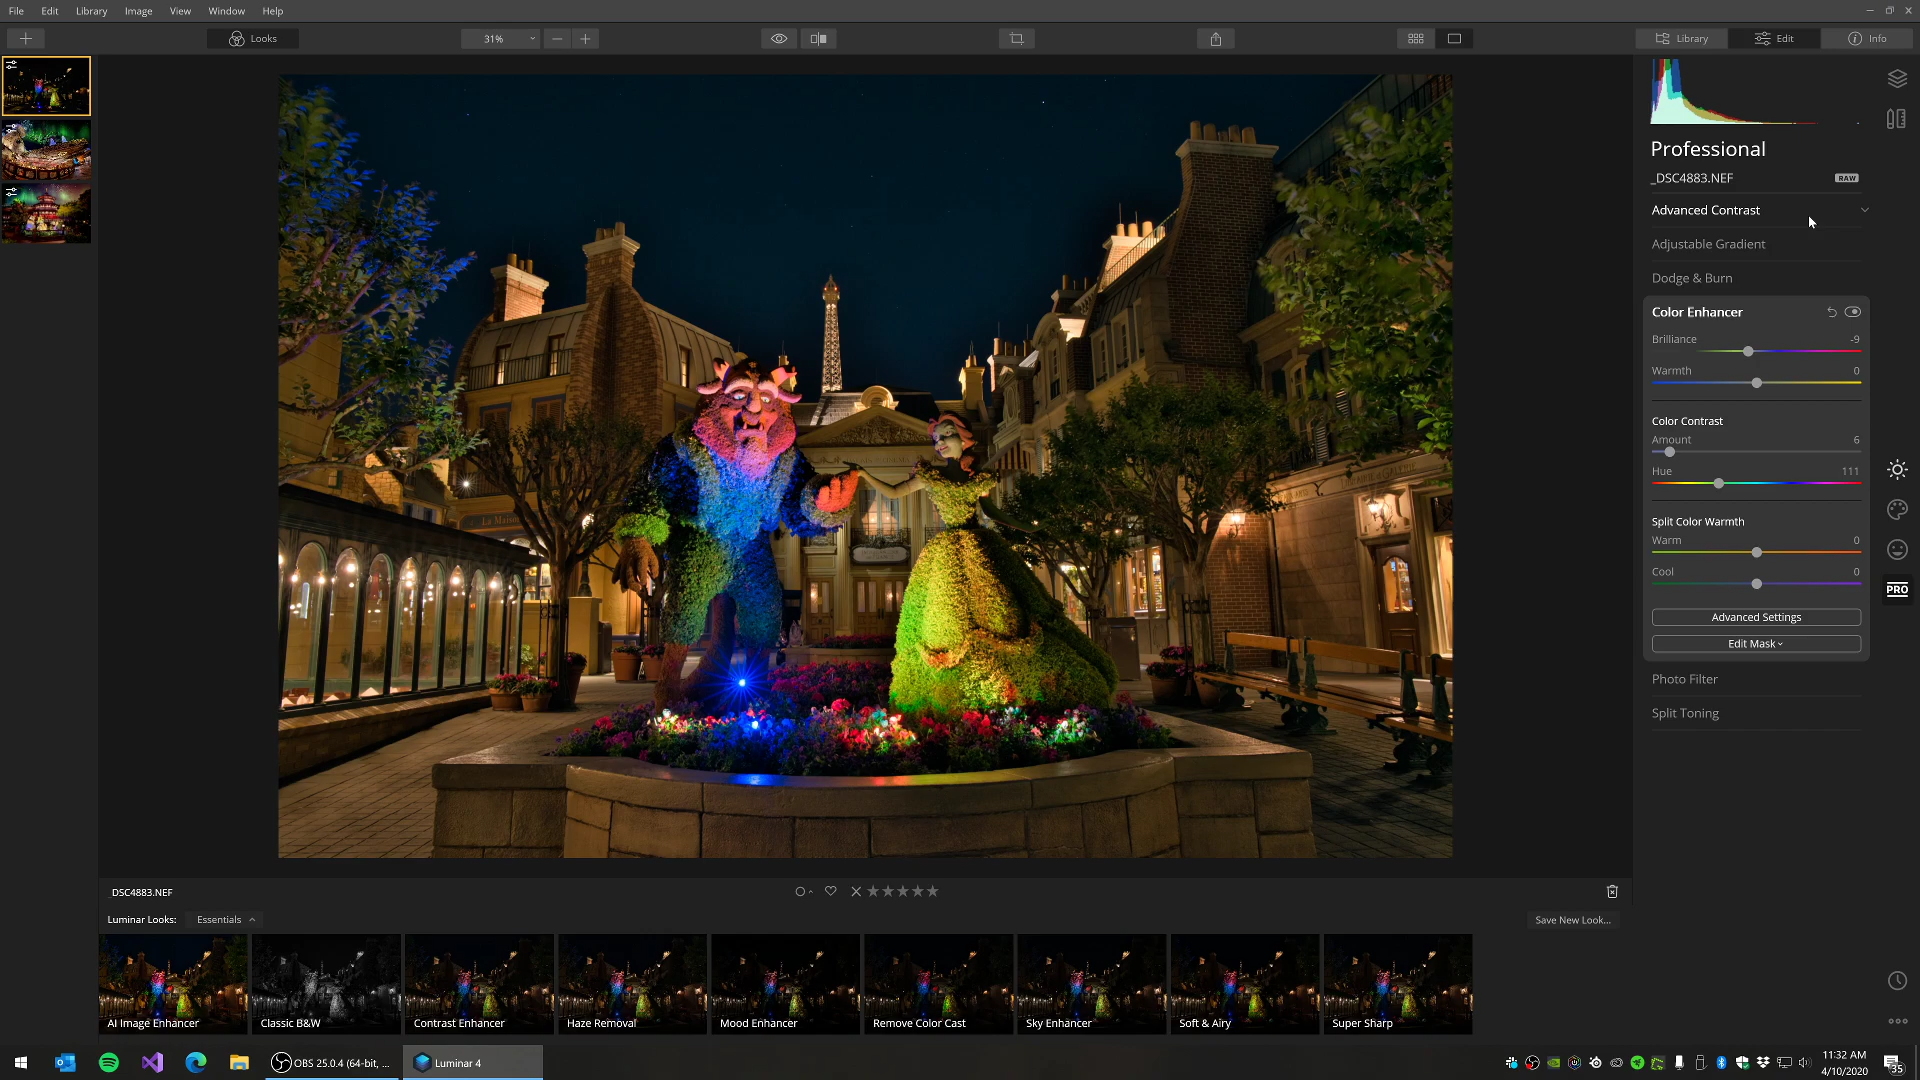 File Edit Library Image View Window Help
Looks 31% Library Edit Info
Professional
_DSC4883.NEF RAW
Advanced Contrast
Adjustable Gradient
Dodge & Burn
Color Enhancer
Brilliance -9
Warmth 0
Color Contrast
Amount 6
Hue 111
Split Color Warmth
Warm 0
Cool 0
PRO
Advanced Settings
Edit Mask
Photo Filter
Split Toning
La Maison
_DSC4883.NEF
Luminar Looks: Essentials Save New Look...
AI Image Enhancer Classic B&W Contrast Enhancer Haze Removal Mood Enhancer Remove Color Cast Sky Enhancer Soft & Airy Super Sharp
OBS 25.0.4 (64-bit, ... Luminar 4
11:32 AM
4/10/2020
35